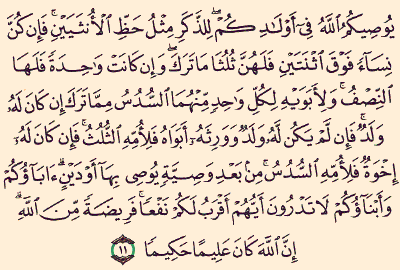 يُوصِيكُمُ ٱللَّهُ فِىٓ أَوْلَٰدِكُمْ ۖ لِلذَّكَرِ مِثْلُ حَظِّ ٱلْأُنثَيَيْنِ ۚ فَإِن كُنَّ
نِسَآءً فَوْقَ ٱثْنَتَيْنِ فَلَهُنَّ ثُلُثَا مَا تَرَكَ ۖ وَإِن كَانَتْ وَٰحِدَةً فَلَهَا
ٱلنِّصْفُ ۚ وَلِأَبَوَيْهِ لِكُلِّ وَٰحِدٍ مِّنْهُمَا ٱلسُّدُسُ مِمَّا تَرَكَ إِن كَانَ لَهُۥ
وَلَدٌ ۚ فَإِن لَّمْ يَكُن لَّهُۥ وَلَدٌ وَوَرِثَهُۥٓ أَبَوَاهُ فَلِأُمِّهِ ٱلثُّلُثُ ۚ فَإِن كَانَ لَهُۥٓ
إِخْوَةٌ فَلِأُمِّهِ ٱلسُّدُسُ ۚ مِنۢ بَعْدِ وَصِيَّةٍ يُوصِى بِهَآ أَوْ دَيْنٍ ۗ ءَابَآؤُكُمْ
وَأَبْنَآؤُكُمْ لَا تَدْرُونَ أَيُّهُمْ أَقْرَبُ لَكُمْ نَفْعًا ۚ فَرِيضَةً مِّنَ ٱللَّهِ ۗ
إِنَّ ٱللَّهَ كَانَ عَلِيمًا حَكِيمًا ١١